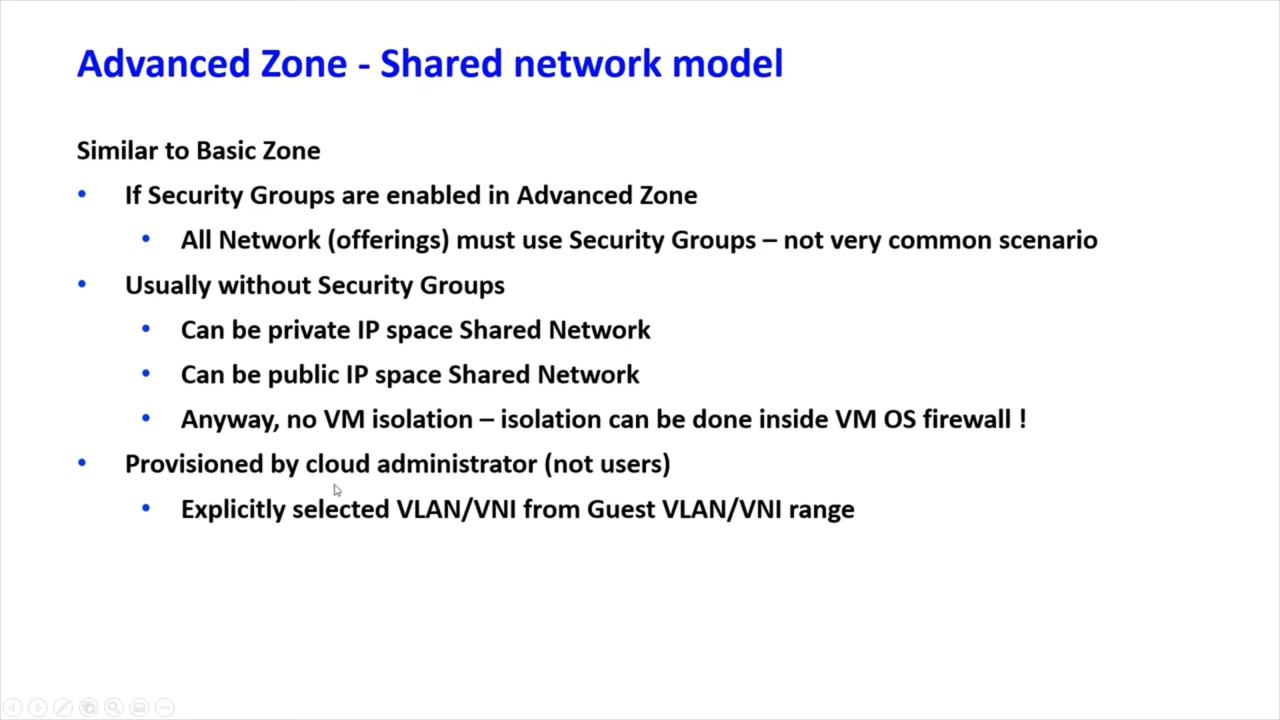 Advanced Zone - Shared network model
Similar to Basic Zone
• If Security Groups are enabled in Advanced Zone
• All Network (offerings) must use Security Groups – not very common scenario
• Usually without Security Groups
• Can be private IP space Shared Network
• Can be public IP space Shared Network
• Anyway, no VM isolation – isolation can be done inside VM OS firewall !
• Provisioned by cloud administrator (not users)
• Explicitly selected VLAN/VNI from Guest VLAN/VNI range